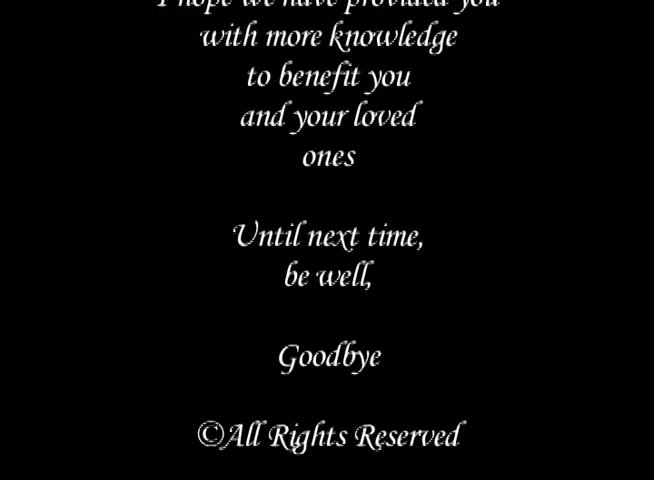 I hope we have provided you
with more knowledge
to benefit you
and your loved
ones
Until next time,
be well,
Goodbye
©All Rights Reserved